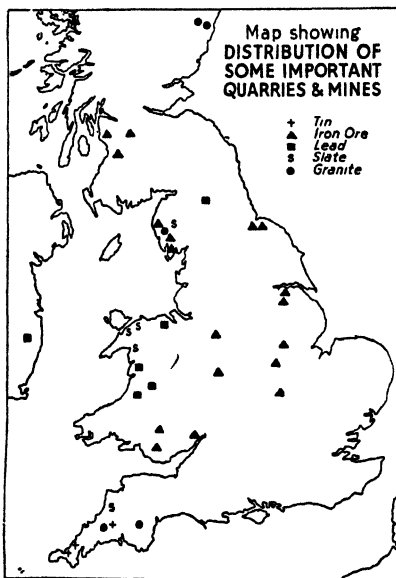 Map showing
DISTRIBUTION OF
SOME IMPORTANT
QUARRIES & MINES
+ Tin
▲ Iron Ore
■ Lead
S Slate
● Granite
S
S S
S
S